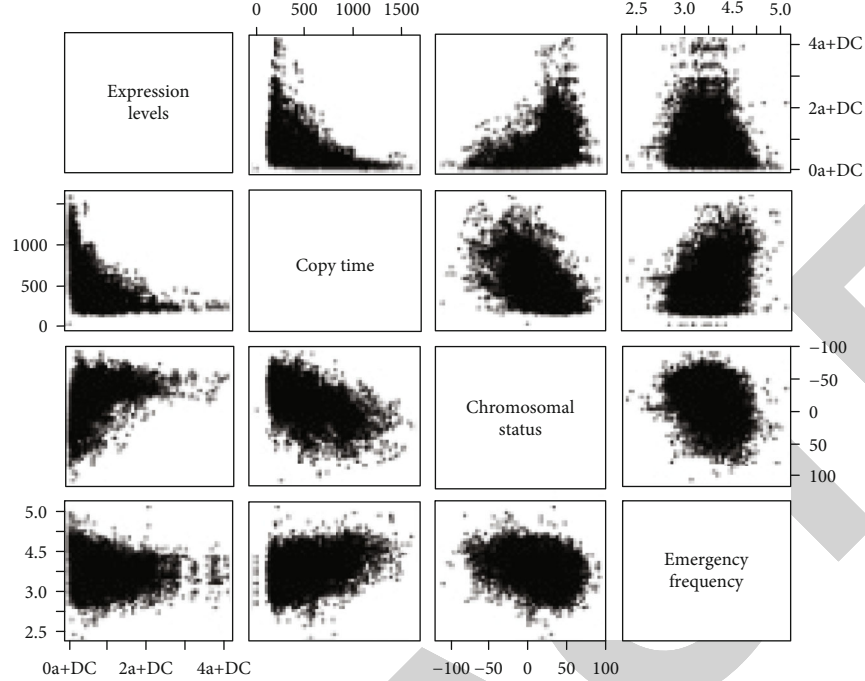 0 500 1000 1500
2.5 3.0 4.5 5.0
Expression
levels
4a+DC
2a+DC
0a+DC
1000
500
0
Copy time
Chromosomal
status
−100
−50
0
50
100
5.0
4.5
3.0
2.5
Emergency
frequency
0a+DC 2a+DC 4a+DC
−100 −50 0 50 100